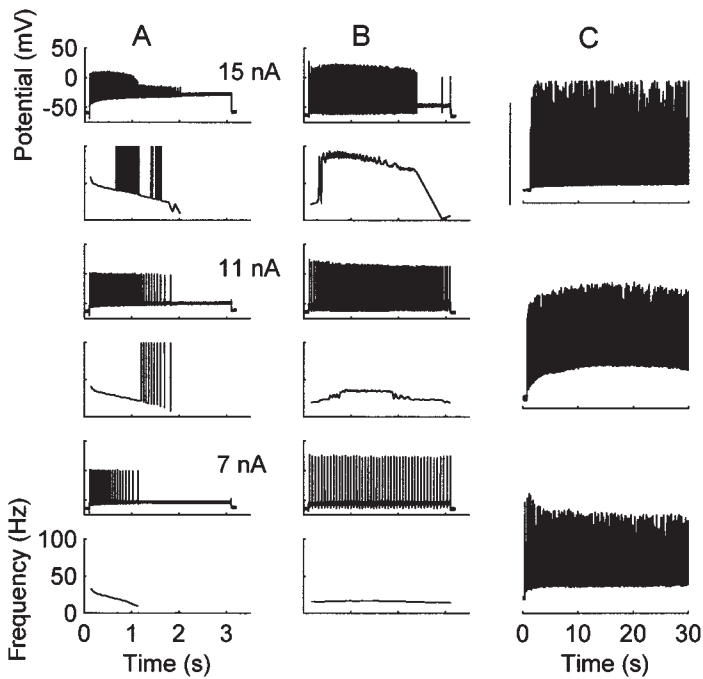 A
B
C
Potential (mV)
50
0
-50
15 nA
11 nA
7 nA
Frequency (Hz)
100
50
0
0 1 2 3
Time (s)
0 10 20 30
Time (s)